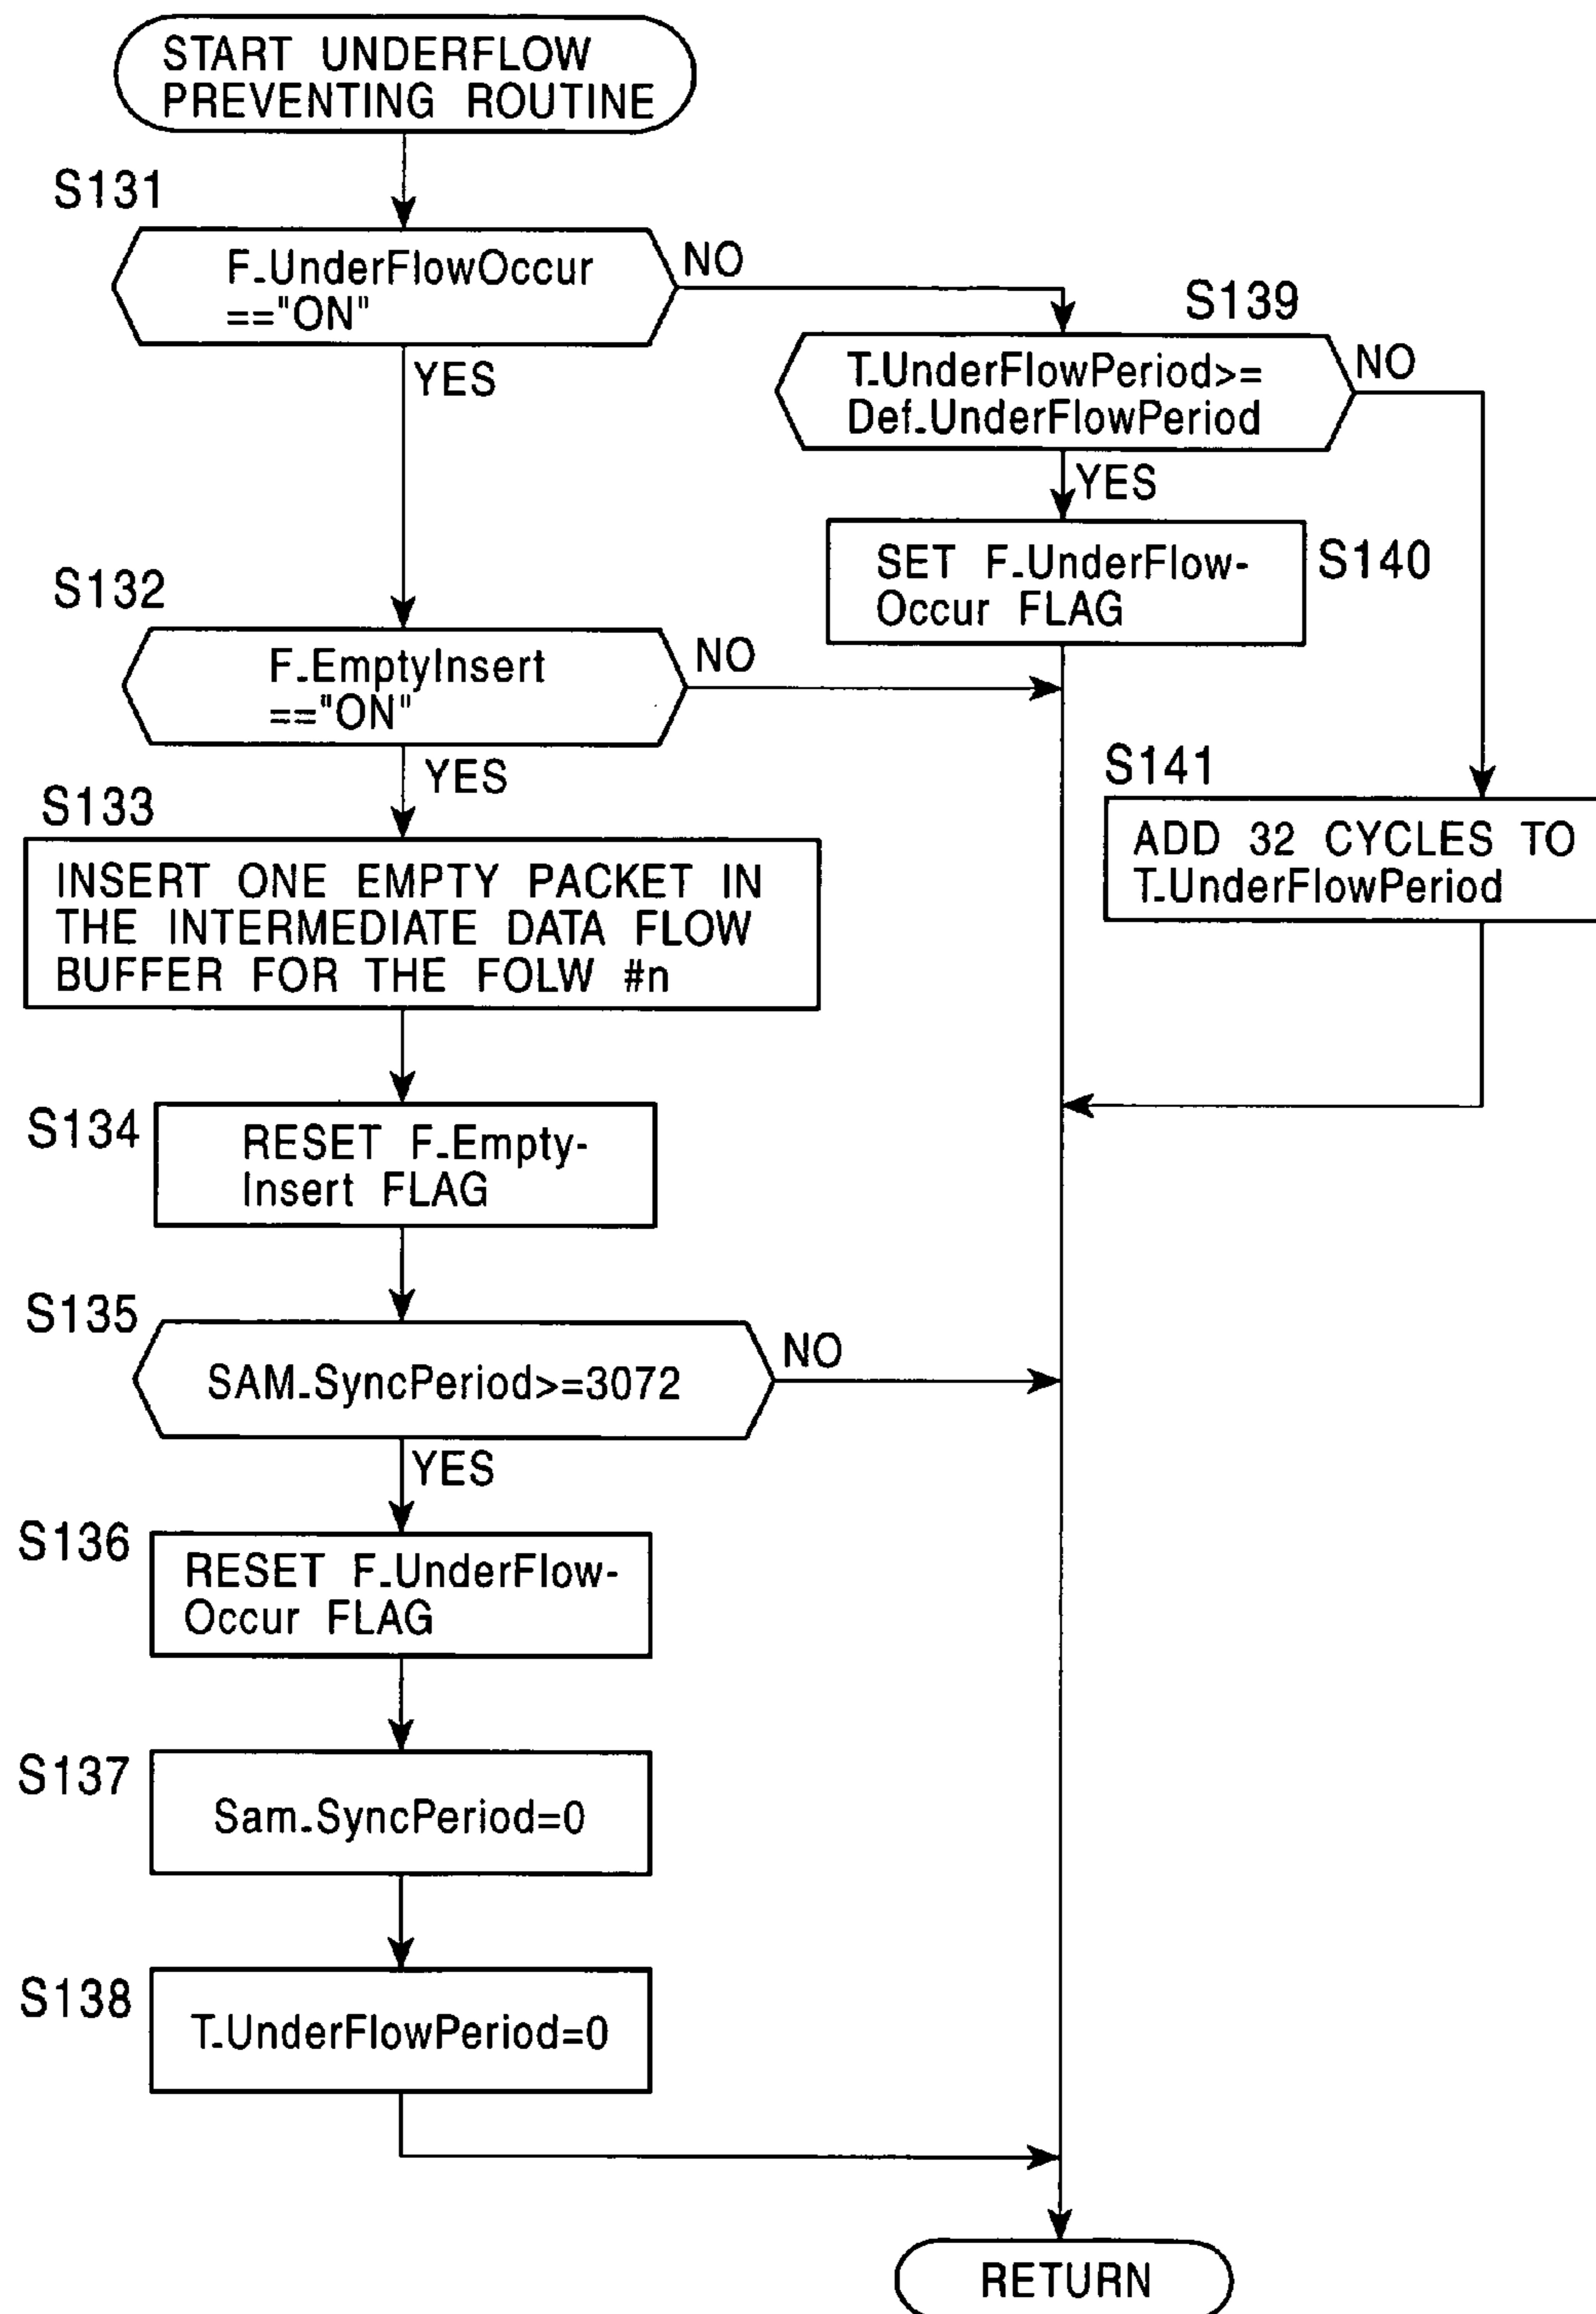 START UNDERFLOW
PREVENTING ROUTINE
S131
F_UnderFlowOccur
=="ON"
NO
YES
S139
T_UnderFlowPeriod>=
Def_UnderFlowPeriod
NO
YES
SET F_UnderFlow-
Occur FLAG
S140
S132
F_EmptyInsert
=="ON"
NO
YES
S141
ADD 32 CYCLES TO
T_UnderFlowPeriod
S133
INSERT ONE EMPTY PACKET IN
THE INTERMEDIATE DATA FLOW
BUFFER FOR THE FOLW #n
S134
RESET F_Empty-
Insert FLAG
S135
SAM_SyncPeriod>=3072
NO
YES
S136
RESET F_UnderFlow-
Occur FLAG
S137
Sam_SyncPeriod=0
S138
T_UnderFlowPeriod=0
RETURN